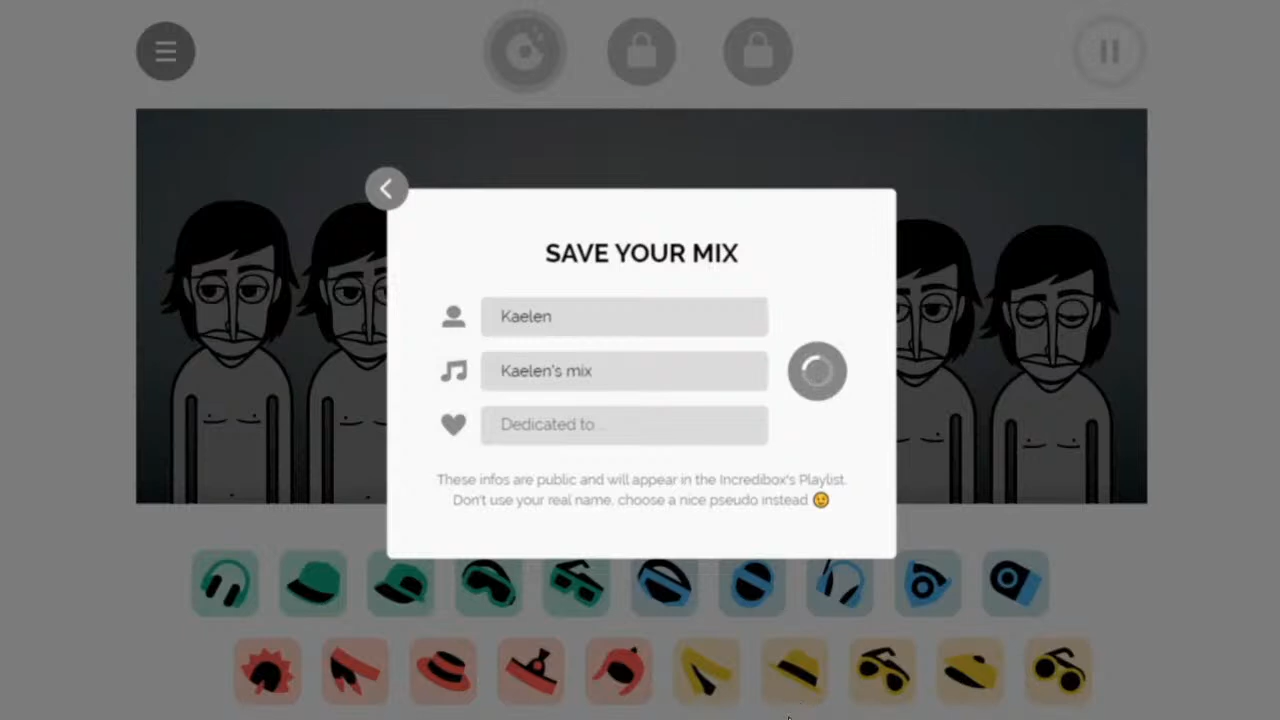 SAVE YOUR MIX
Kaelen
Kaelen's mix
Dedicated to...
These infos are public and will appear in the Incredibox's Playlist.
Don't use your real name, choose a nice pseudo instead 😉